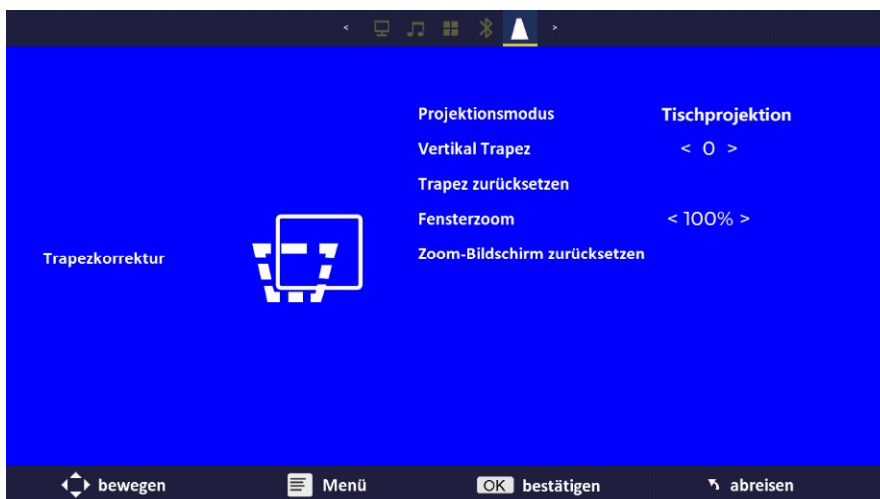 Projektionsmodus Tischprojektion
Vertikal Trapez < 0 >
Trapez zurücksetzen
Fensterzoom < 100% >
Zoom-Bildschirm zurücksetzen
Trapezkorrektur
bewegen Menü OK bestätigen abreisen